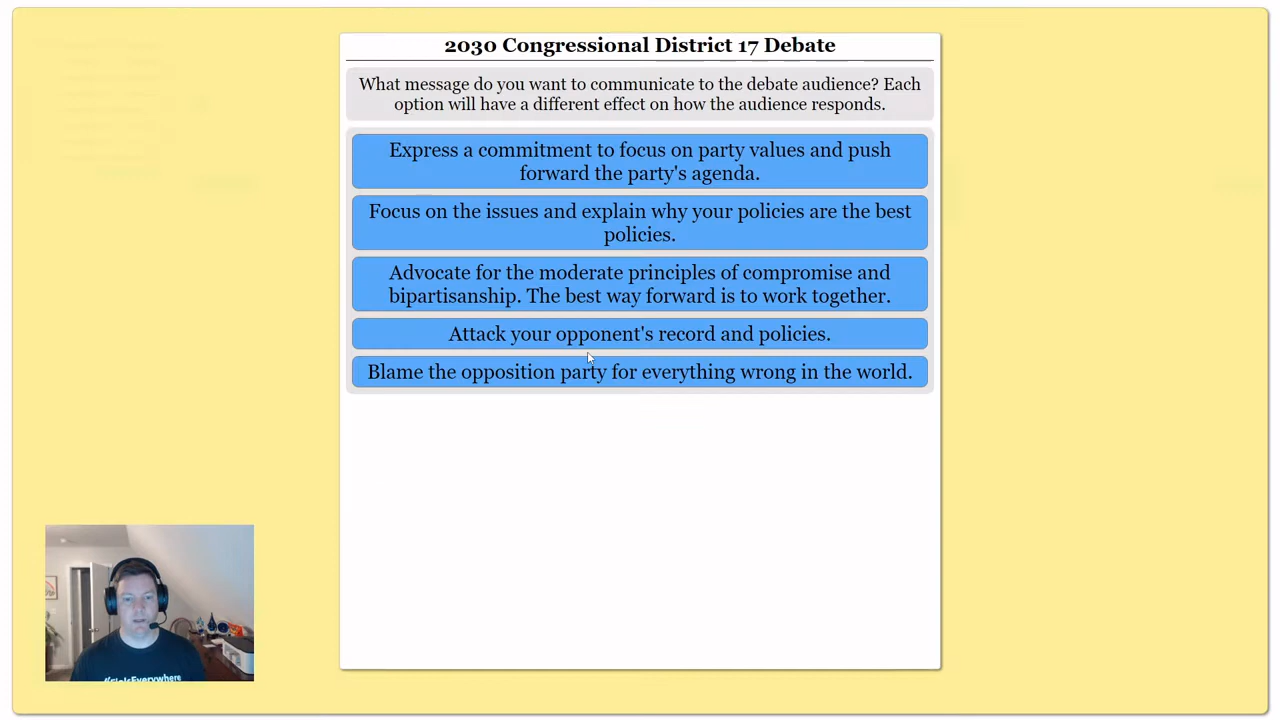 2030 Congressional District 17 Debate
What message do you want to communicate to the debate audience? Each
option will have a different effect on how the audience responds.
Express a commitment to focus on party values and push
forward the party's agenda.
Focus on the issues and explain why your policies are the best
policies.
Advocate for the moderate principles of compromise and
bipartisanship. The best way forward is to work together.
Attack your opponent's record and policies.
Blame the opposition party for everything wrong in the world.